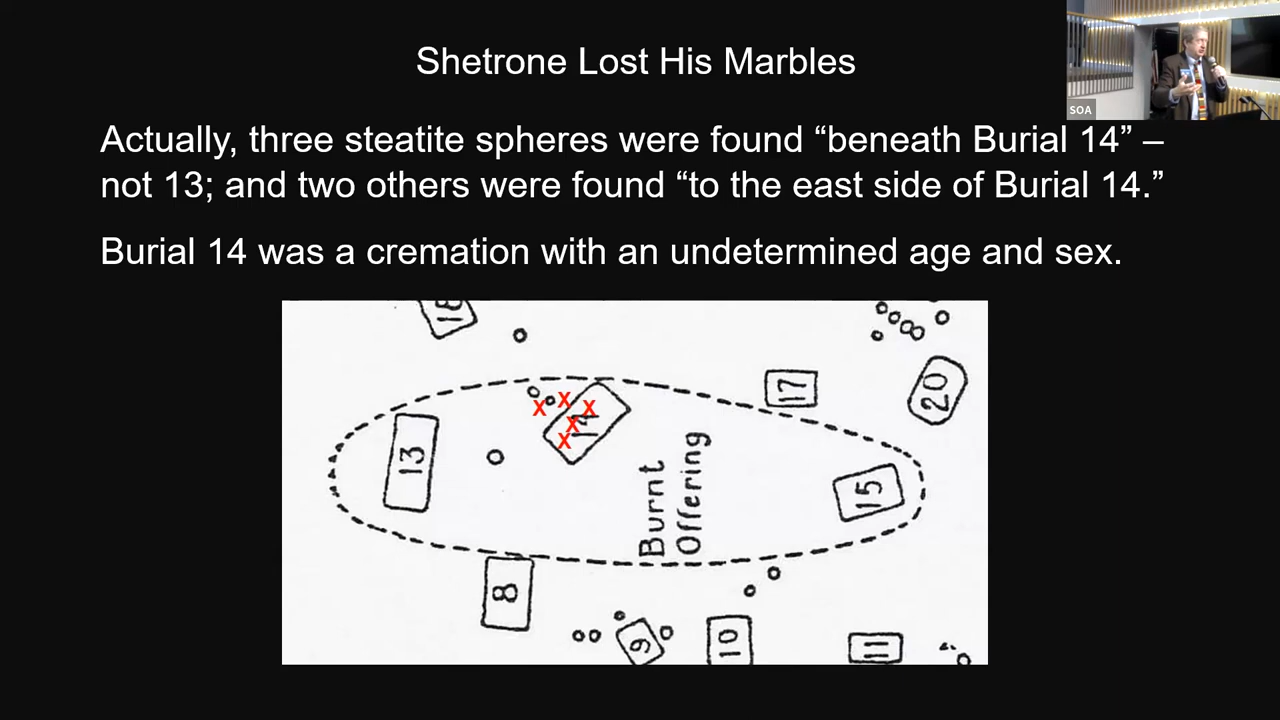 Shetrone Lost His Marbles
SOA
Actually, three steatite spheres were found “beneath Burial 14” –
not 13; and two others were found “to the east side of Burial 14.”
Burial 14 was a cremation with an undetermined age and sex.
18
17
20
x x x
14
x
x
13
15
Burnt
Offering
8
9
10
11